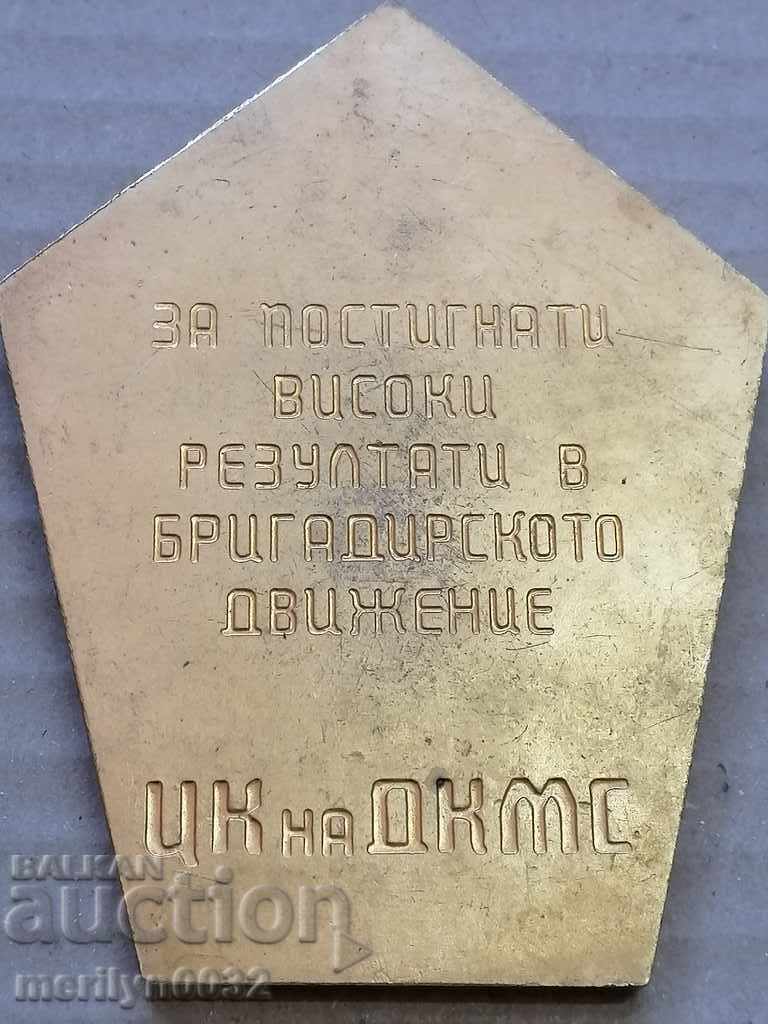 ЗА ПОСТИГНАТИ
ВИСОКИ
РЕЗУЛТАТИ В
БРИГАДИРСКОТО
ДВИЖЕНИЕ
ЦК на ДКМС
BALKAN
auction
merilyn0032